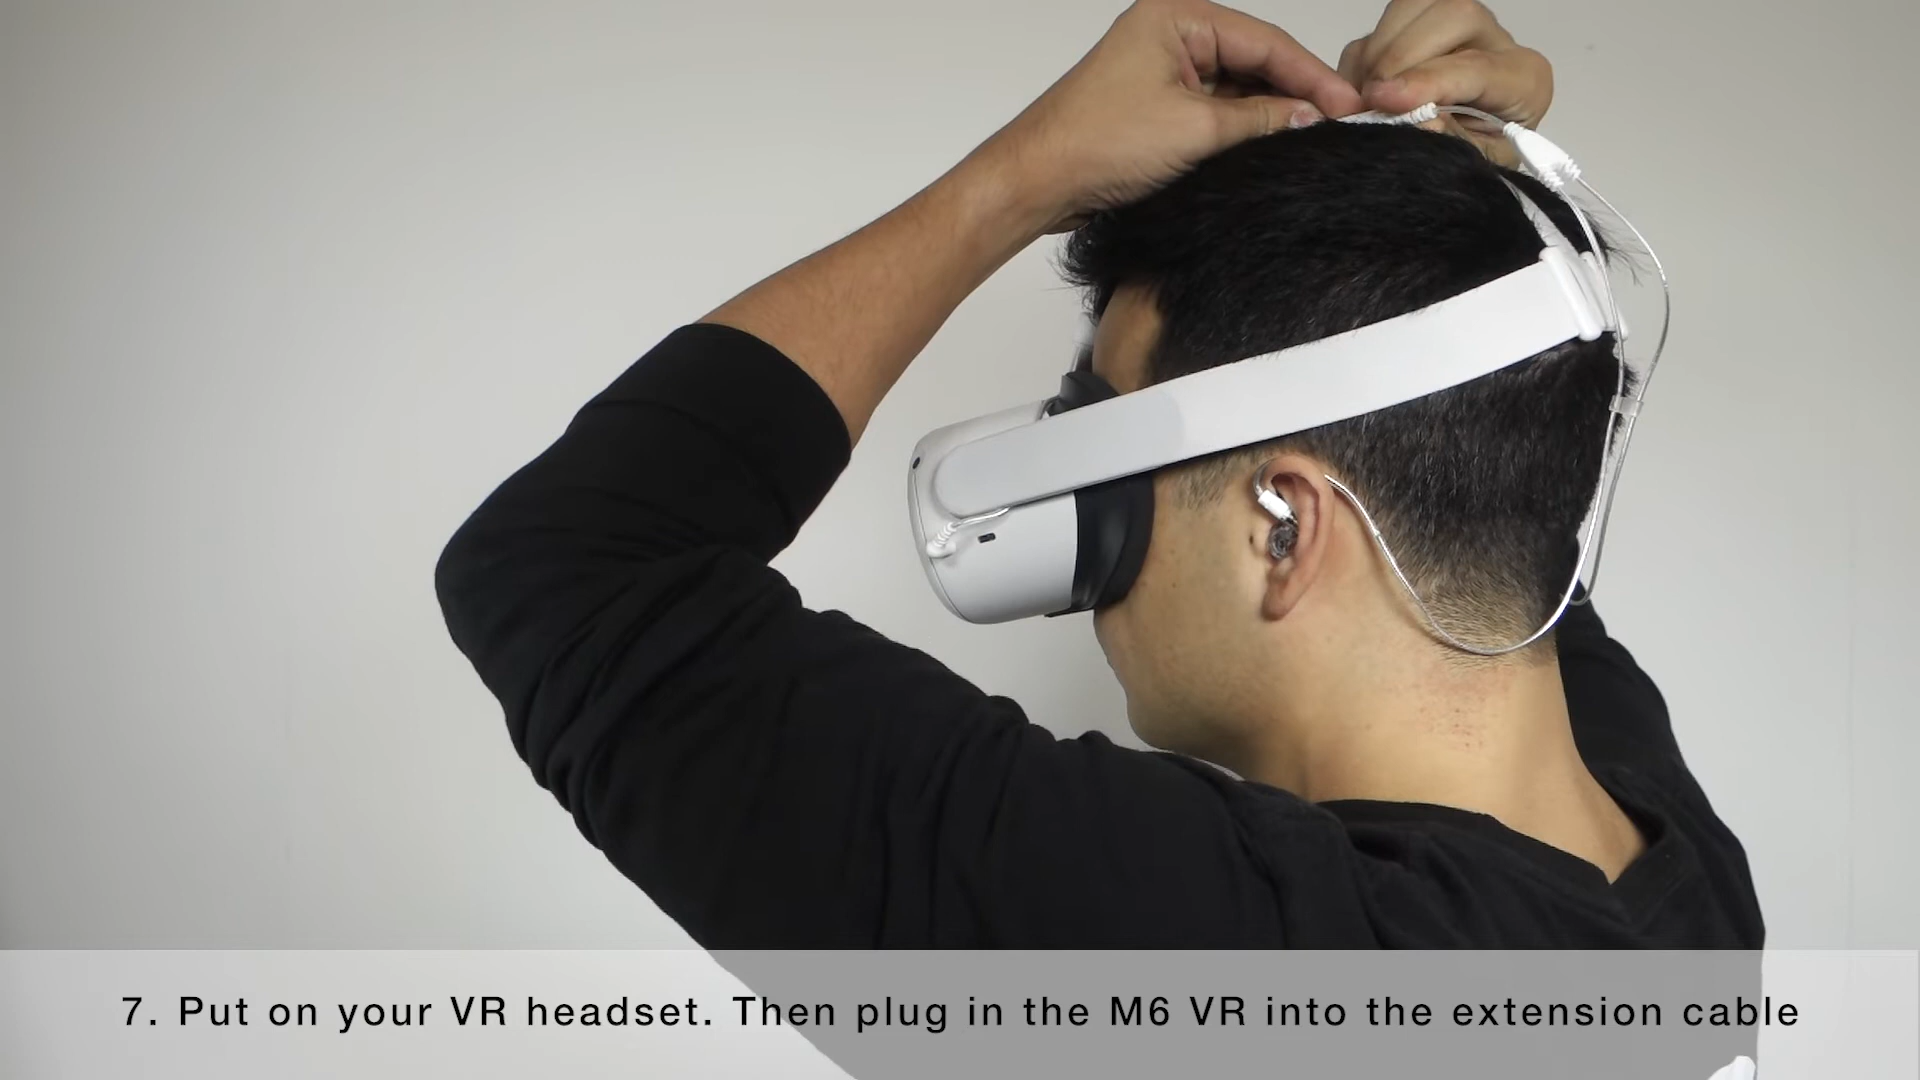 7. Put on your VR headset. Then plug in the M6 VR into the extension cable